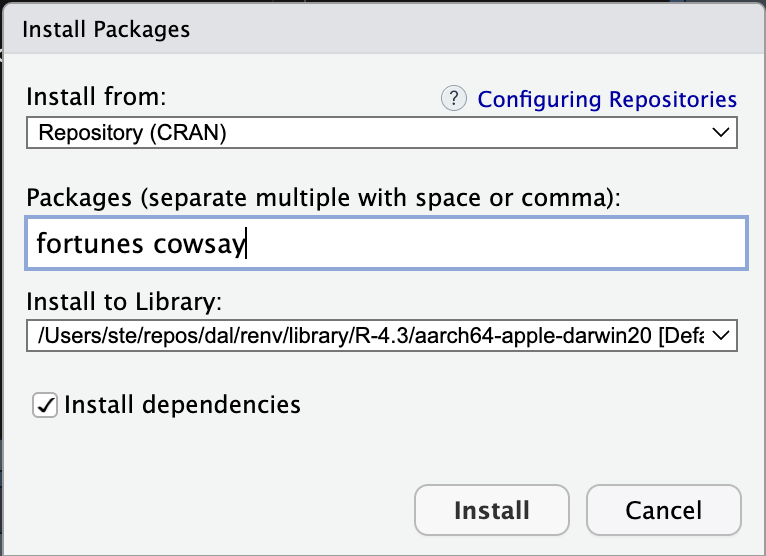 Install Packages
Install from:
? Configuring Repositories
Repository (CRAN)
Packages (separate multiple with space or comma):
fortunes cowsay
Install to Library:
/Users/ste/repos/dal/renv/library/R-4.3/aarch64-apple-darwin20 [Defa
Install dependencies
Install
Cancel